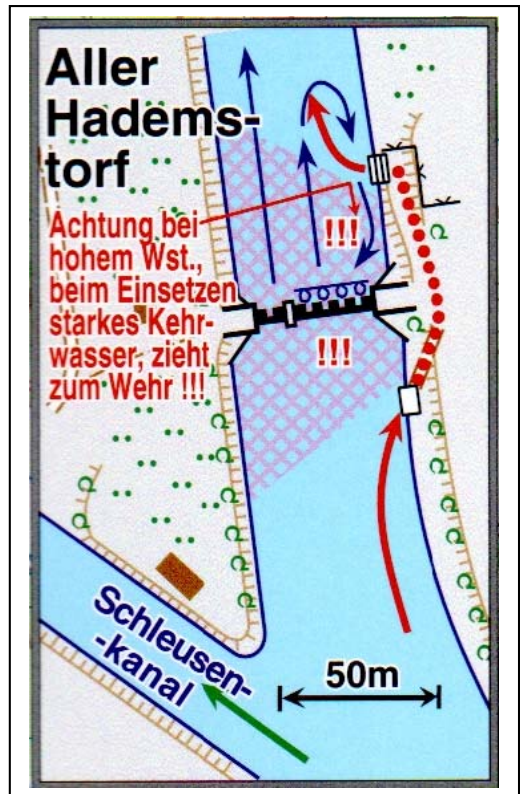 Aller
Hadems-
torf
Achtung bei
hohem Wst.,
beim Einsetzen
starkes Kehr-
wasser, zieht
zum Wehr !!!
!!!
!!!
Schleusen-
-kanal
50m